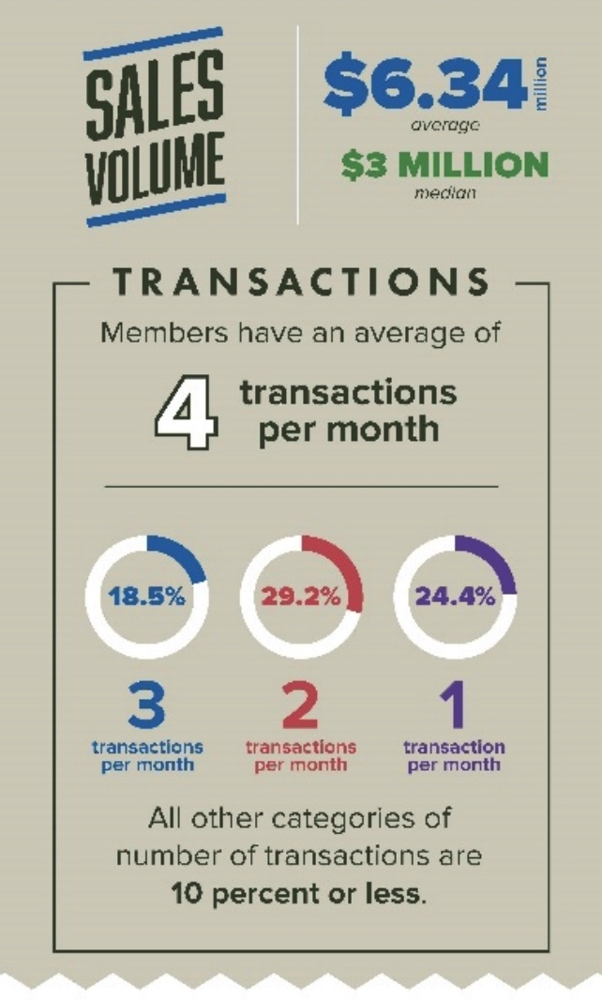 SALES
VOLUME
$6.34 million
average
$3 MILLION
median
TRANSACTIONS
Members have an average of
4 transactions
per month
18.5% 29.2% 24.4%
3 2 1
transactions transactions transaction
per month per month per month
All other categories of
number of transactions are
10 percent or less.